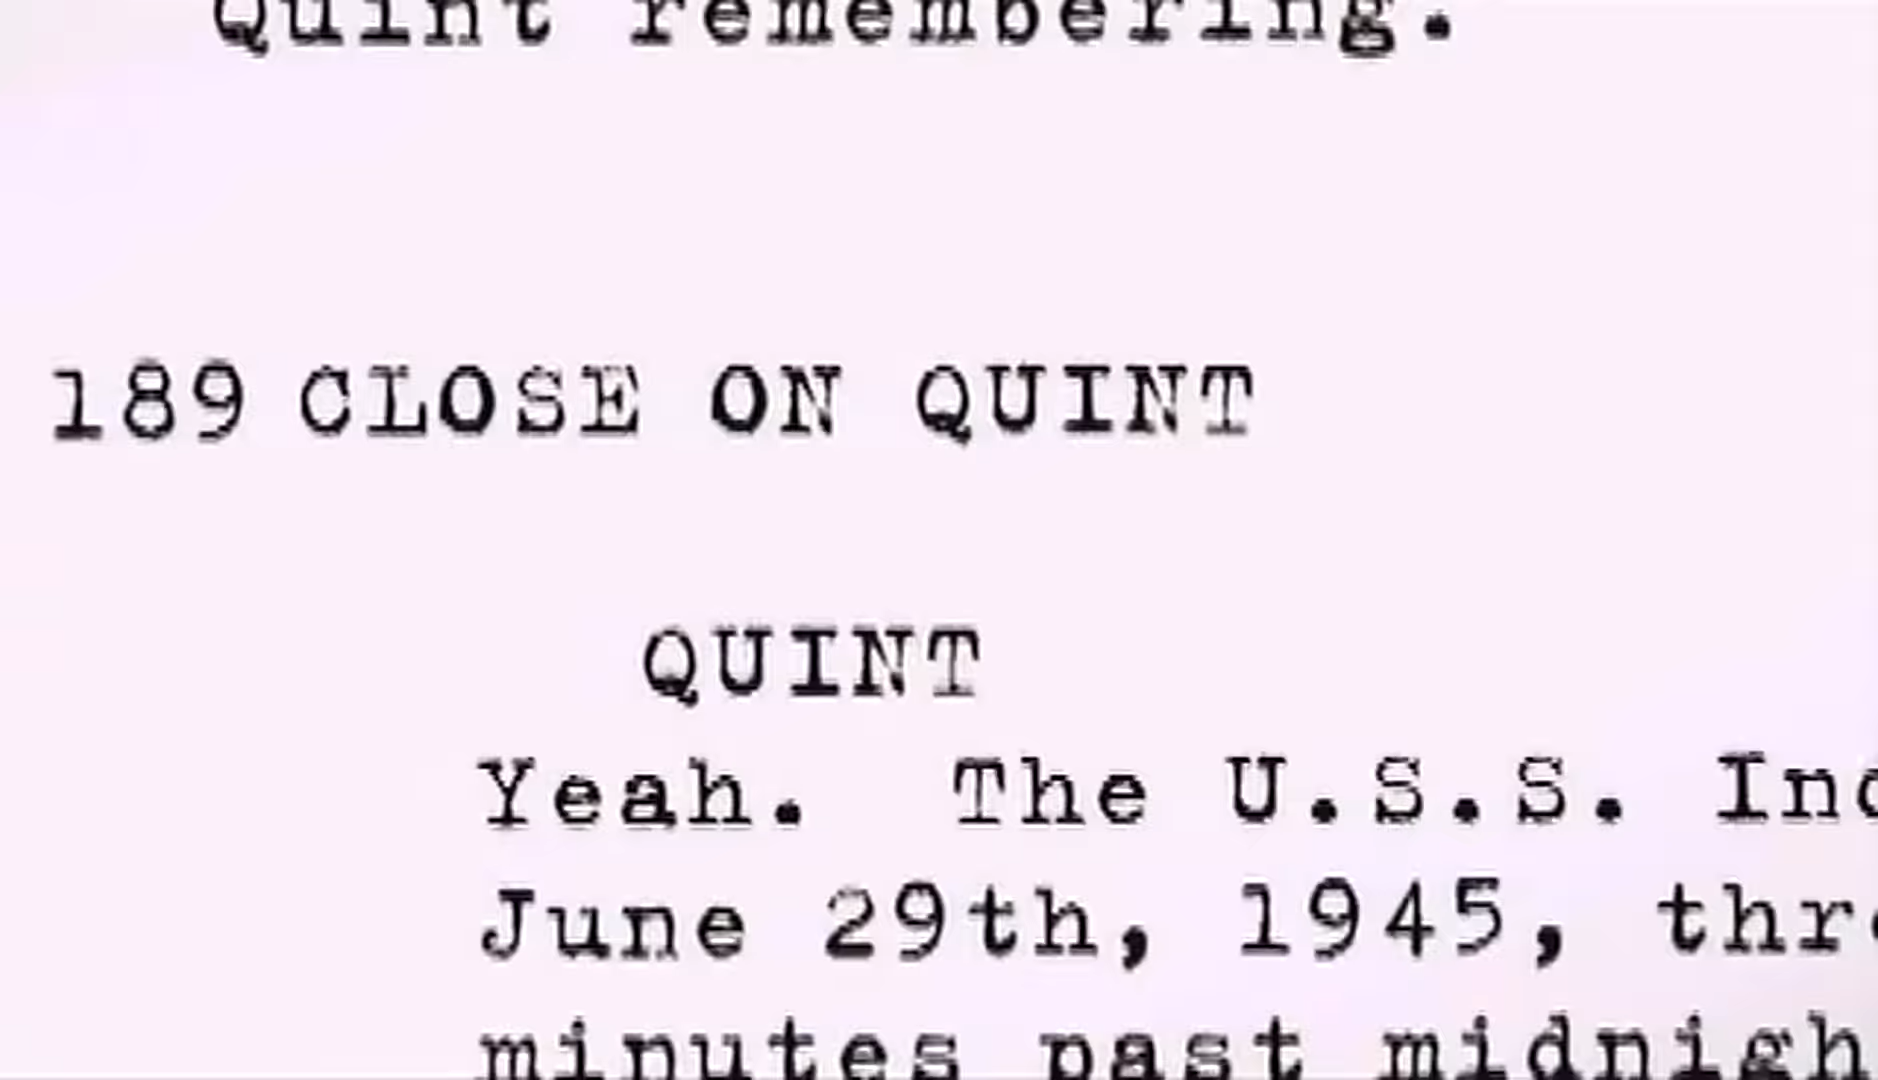 Quint remembering.
189 CLOSE ON QUINT
QUINT
Yeah. The U.S.S.
June 29th, 1945,
minutes past